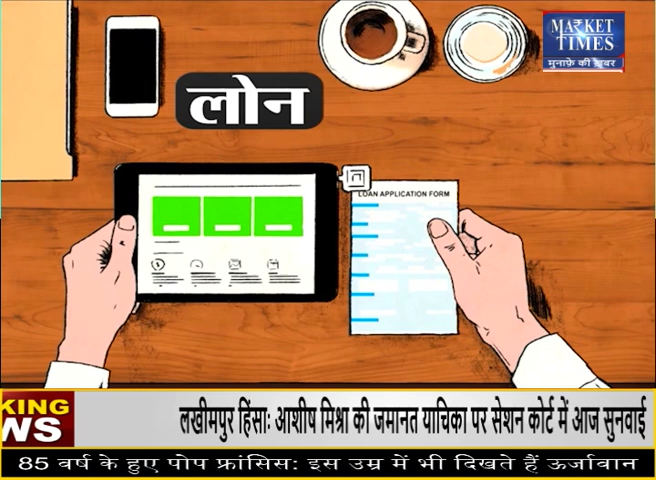 MARKET
TIMES
मुनाफ़े की ख़बर
लोन
LOAN APPLICATION FORM
KING
WS
लखीमपुर हिंसाः आशीष मिश्रा की जमानत याचिका पर सेशन कोर्ट में आज सुनवाई
85 वर्ष के हुए पोप फ्रांसिस: इस उम्र में भी दिखते हैं ऊर्जावान